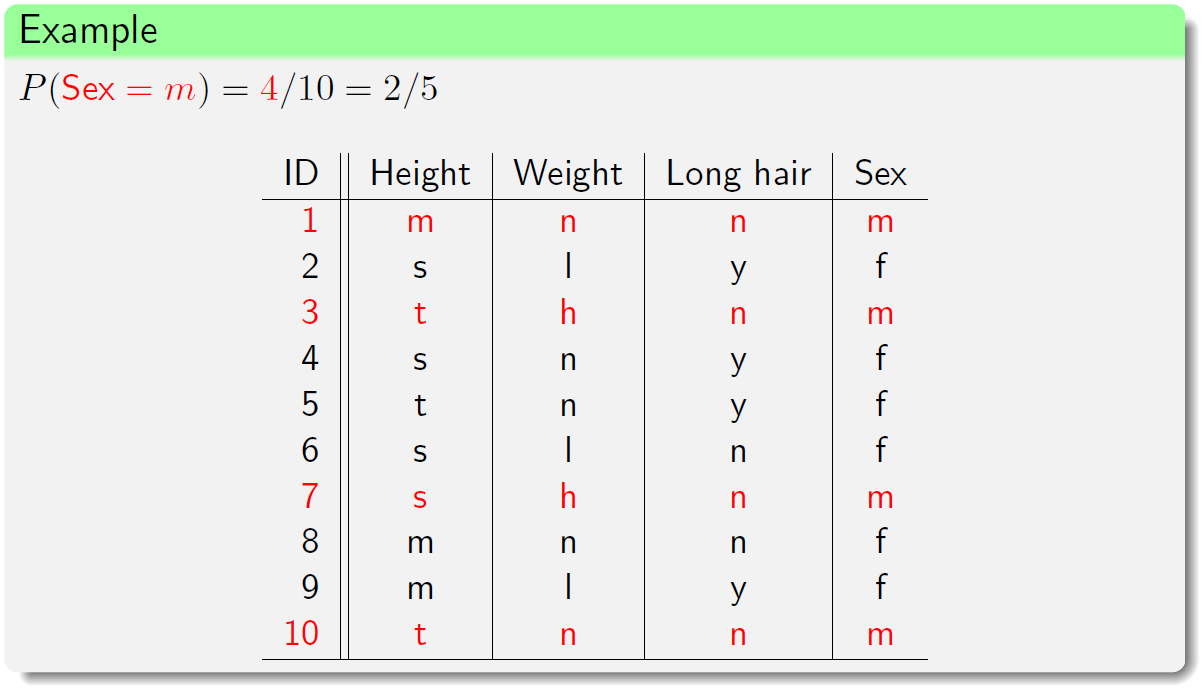 Example
P(Sex = m) = 4/10 = 2/5
ID Height Weight Long hair Sex
1 m n n m
2 s l y f
3 t h n m
4 s n y f
5 t n y f
6 s l n f
7 s h n m
8 m n n f
9 m l y f
10 t n n m